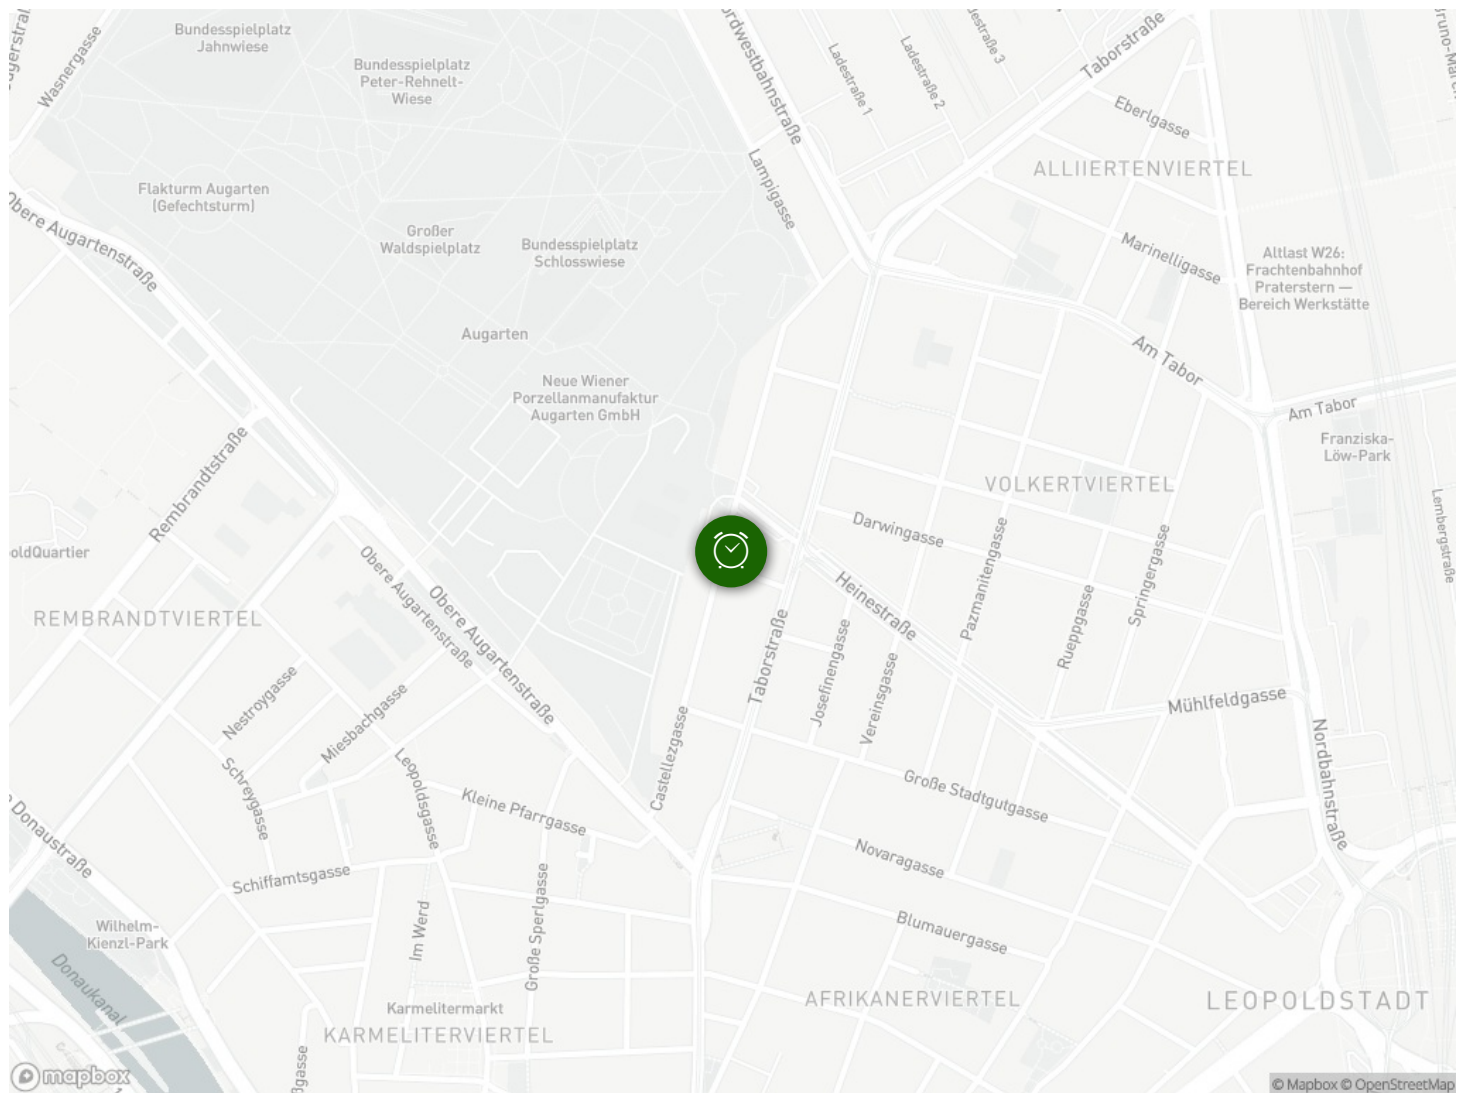 Bundesspielplatz
Jahnwiese
Wasnergasse
Bundesspielplatz
Peter-Rehnelt-
Wiese
Nordwestbahnstraße
Ladestraße 1
Ladestraße 2
Taborstraße
Eberlgasse
ALLIIERTENVIERTEL
Lampigasse
Flakturm Augarten
(Gefechtsturm)
Obere Augartenstraße
Großer
Waldspielplatz
Bundesspielplatz
Schlosswiese
Marinelligasse
Altlast W26:
Frachtenbahnhof
Praterstern —
Bereich Werkstätte
Augarten
Am Tabor
Neue Wiener
Porzellanmanufaktur
Augarten GmbH
Am Tabor
Franziska-
Löw-Park
Rembrandtstraße
VOLKERTVIERTEL
Lembergstraße
Darwingasse
oldQuartier
Obere Augartenstraße
Obere Augartenstraße
Heinestraße
Pazmanitengasse
Springergasse
Rueppgasse
REMBRANDTVIERTEL
Taborstraße
Josefinengasse
Vereinsgasse
Nestroygasse
Miesbachgasse
Mühlfeldgasse
Nordbahnstraße
Castellezgasse
Schreygasse
Leopoldsgasse
Kleine Pfarrgasse
Große Stadtgutgasse
Donaustraße
Novaragasse
Schiffamtsgasse
Große Sperlgasse
Im Werd
Blumauergasse
Wilhelm-
Kienzl-Park
Donaukanal
Karmelitermarkt
KARMELITERVIERTEL
AFRIKANERVIERTEL
LEOPOLDSTADT
mapbox
© Mapbox © OpenStreetMap